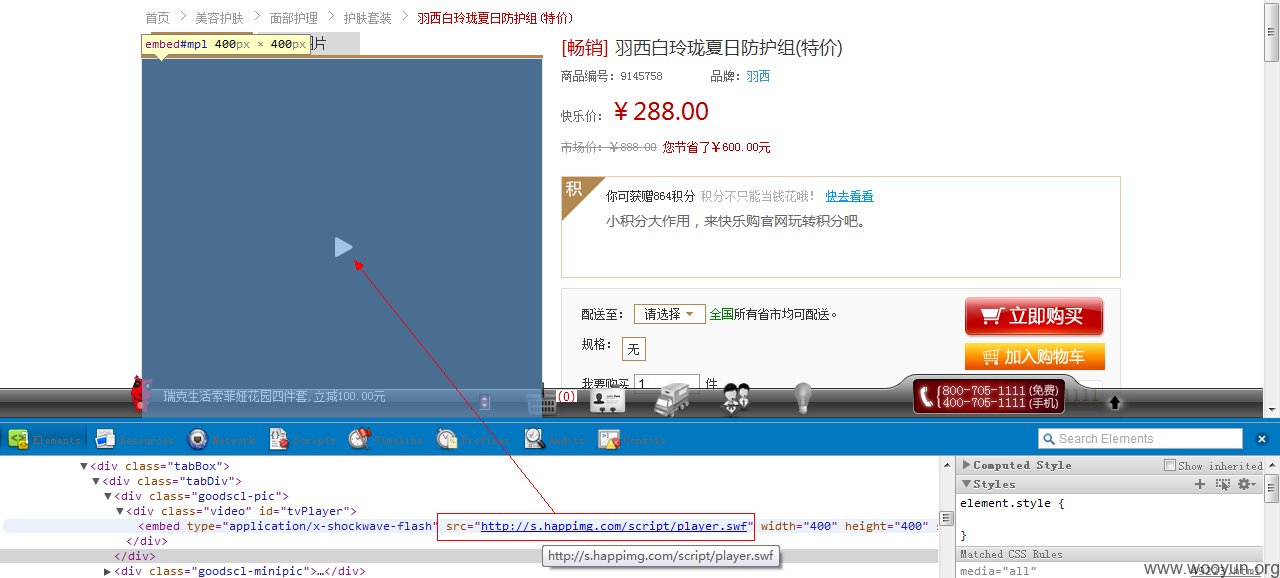 首页 > 美容护肤 > 面部护理 > 护肤套装 > 羽西白玲珑夏日防护组(特价)
embed#mpl 400px × 400px
片
[畅销] 羽西白玲珑夏日防护组(特价)
商品编号: 9145758 品牌: 羽西
快乐价: ￥288.00
市场价: ￥888.00 您节省了￥600.00元
积
你可获赠864积分 积分不只能当钱花哦! 快去看看
小积分大作用，来快乐购官网玩转积分吧。
配送至: 请选择 全国所有省市均可配送。
立即购买
规格: 无
加入购物车
我要购买 1 件
瑞克生活索菲娅花园四件套, 立减100.00元
(0)
800-705-1111 (免费)
400-705-1111 (手机)
Elements Resources Network Scripts Timeline Profiles Audits Console
Search Elements
▼<div class="tabBox">
▼<div class="tabDiv">
▼<div class="goodscl-pic">
▼<div class="video" id="tvPlayer">
<embed type="application/x-shockwave-flash" src="http://s.happimg.com/script/player.swf" width="400" height="400"
</div>
</div>
▶<div class="goodscl-minipic">…</div>
http://s.happimg.com/script/player.swf
Computed Style Show inherited
Styles
element.style {
}
Matched CSS Rules
media="all"
www.wooyun.org